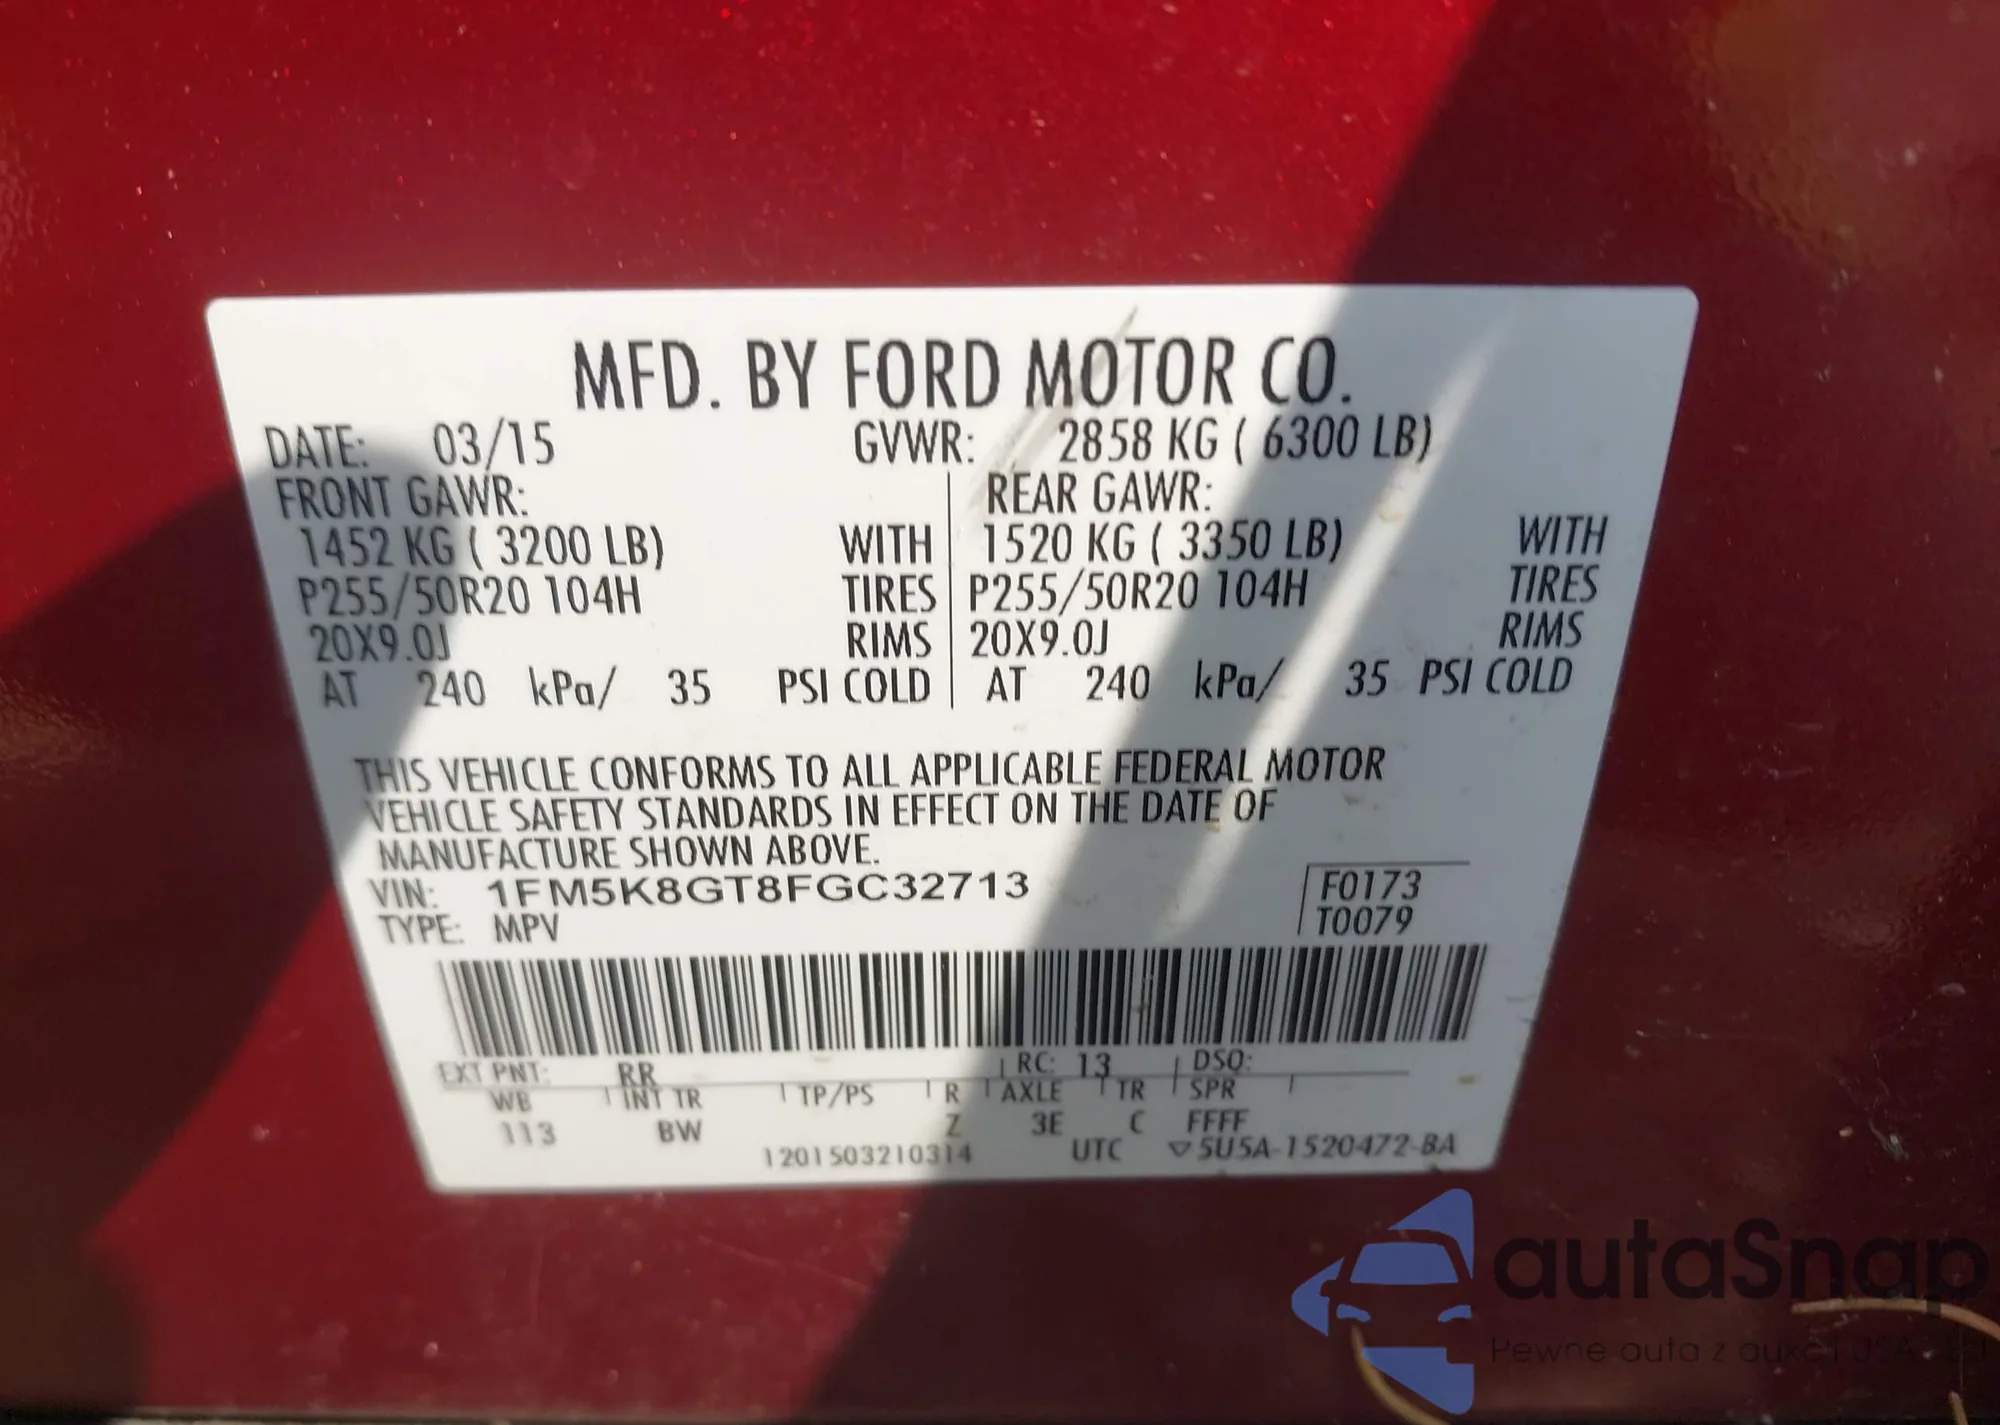 MFD. BY FORD MOTOR CO.
DATE: 03/15 GVWR: 2858 KG ( 6300 LB)
FRONT GAWR: REAR GAWR:
1452 KG ( 3200 LB) WITH 1520 KG ( 3350 LB) WITH
P255/50R20 104H TIRES P255/50R20 104H TIRES
20X9.0J RIMS 20X9.0J RIMS
AT 240 kPa/ 35 PSI COLD AT 240 kPa/ 35 PSI COLD
THIS VEHICLE CONFORMS TO ALL APPLICABLE FEDERAL MOTOR
VEHICLE SAFETY STANDARDS IN EFFECT ON THE DATE OF
MANUFACTURE SHOWN ABOVE.
VIN: 1FM5K8GT8FGC32713 F0173
TYPE: MPV T0079
EXT PNT: RR RC: 13 DSO:
WB INT TR TP/PS R AXLE TR SPR
113 BW Z 3E C FFFF
1201503210314 UTC ▽5U5A-1520472-BA
autaSnap
Pewne auta z aukcji USA